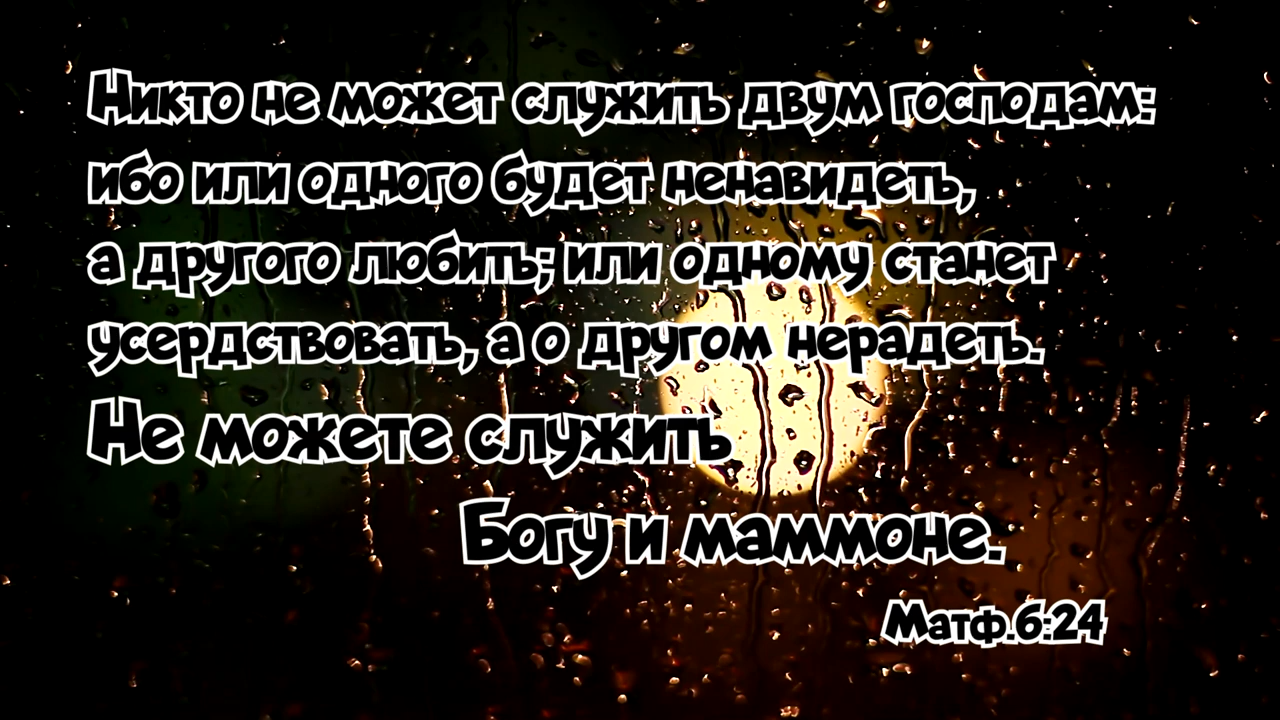 Никто не может служить двум господам:
ибо или одного будет ненавидеть,
а другого любить; или одному станет
усердствовать, а о другом нерадеть.
Не можете служить
Богу и маммоне.
Матф.6:24